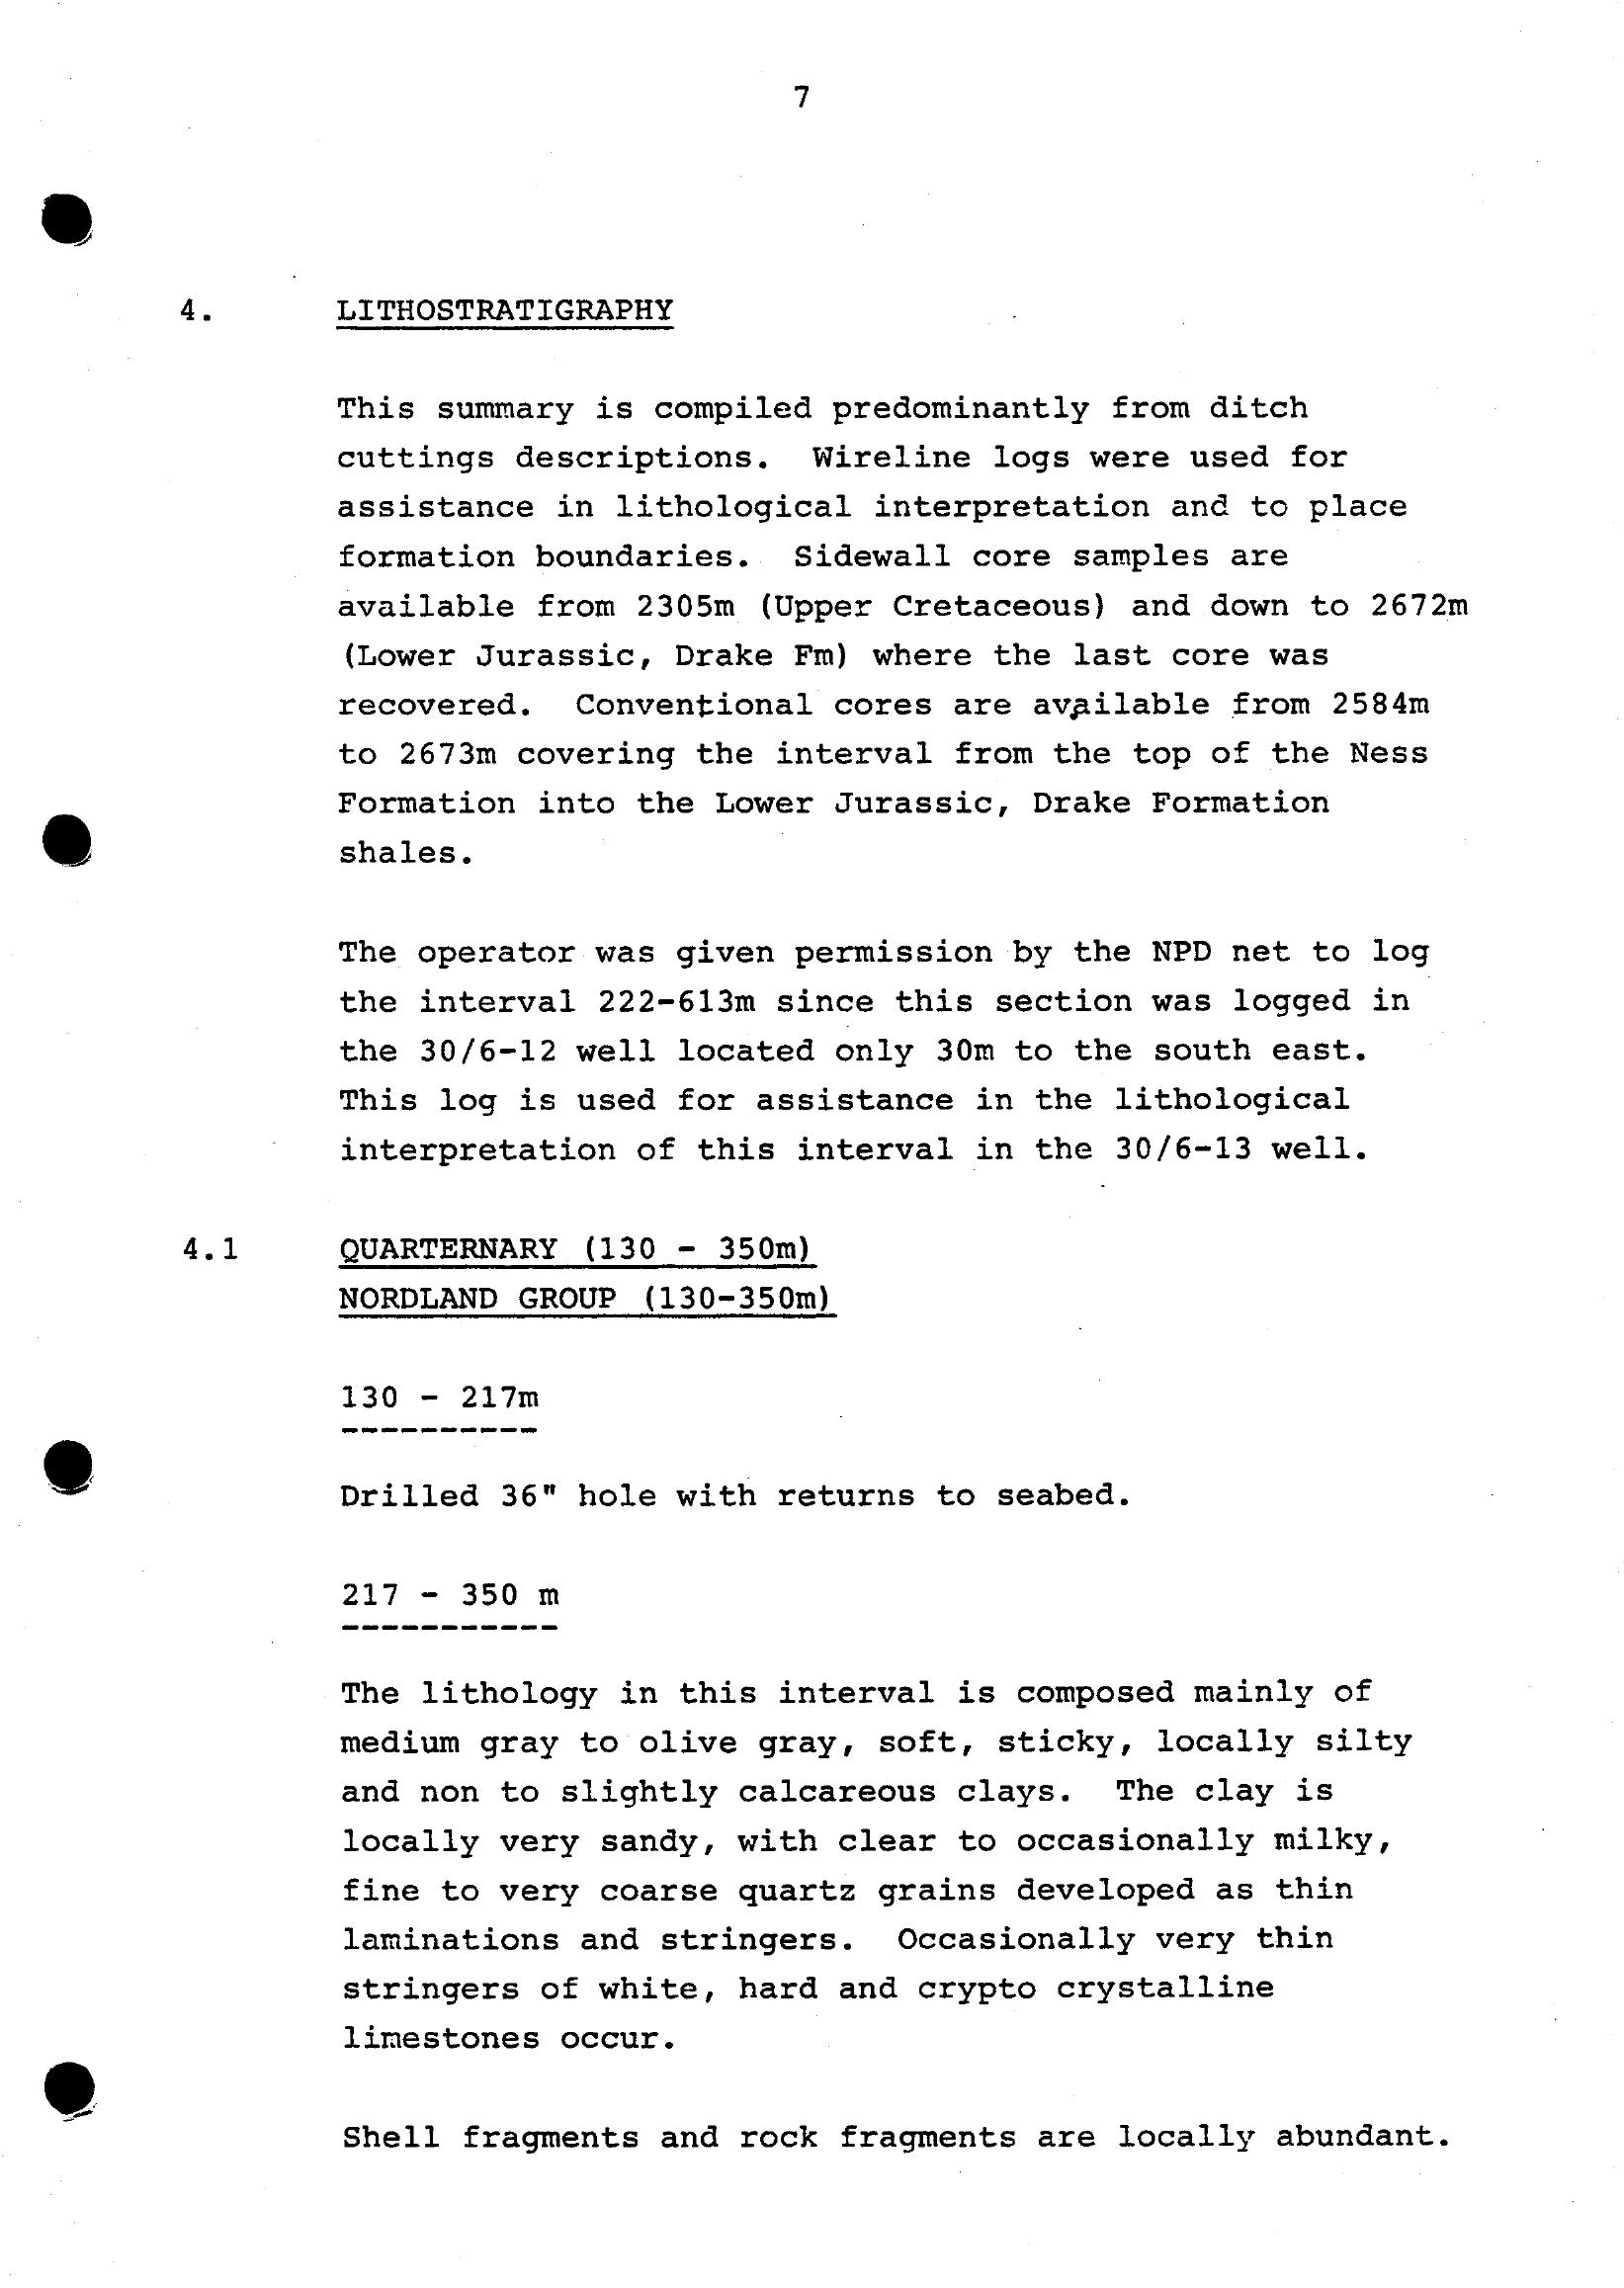 7
4. LITHOSTRATIGRAPHY
This summary is compiled predominantly from ditch
cuttings descriptions. Wireline logs were used for
assistance in lithological interpretation and to place
formation boundaries. Sidewall core samples are
available from 2305m (Upper Cretaceous) and down to 2672m
(Lower Jurassic, Drake Fm) where the last core was
recovered. Conventional cores are available from 2584m
to 2673m covering the interval from the top of the Ness
Formation into the Lower Jurassic, Drake Formation
shales.
The operator was given permission by the NPD net to log
the interval 222-613m since this section was logged in
the 30/6-12 well located only 30m to the south east.
This log is used for assistance in the lithological
interpretation of this interval in the 30/6-13 well.
4.1 QUARTERNARY (130 - 350m)
NORDLAND GROUP (130-350m)
130 - 217m
----------
Drilled 36" hole with returns to seabed.
217 - 350 m
-----------
The lithology in this interval is composed mainly of
medium gray to olive gray, soft, sticky, locally silty
and non to slightly calcareous clays. The clay is
locally very sandy, with clear to occasionally milky,
fine to very coarse quartz grains developed as thin
laminations and stringers. Occasionally very thin
stringers of white, hard and crypto crystalline
limestones occur.
Shell fragments and rock fragments are locally abundant.